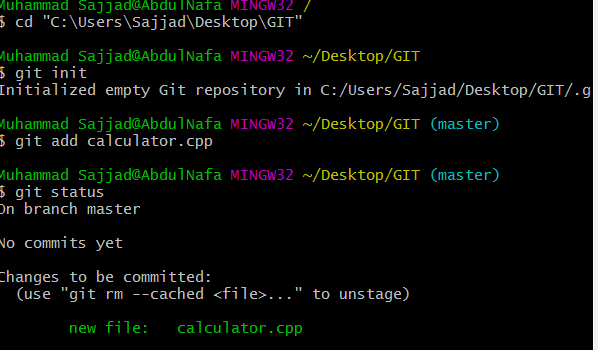 Muhammad Sajjad@AbdulNafa MINGW32 /
$ cd "C:\Users\Sajjad\Desktop\GIT"
Muhammad Sajjad@AbdulNafa MINGW32 ~/Desktop/GIT
$ git init
Initialized empty Git repository in C:/Users/Sajjad/Desktop/GIT/.g
Muhammad Sajjad@AbdulNafa MINGW32 ~/Desktop/GIT (master)
$ git add calculator.cpp
Muhammad Sajjad@AbdulNafa MINGW32 ~/Desktop/GIT (master)
$ git status
On branch master
No commits yet
Changes to be committed:
(use "git rm --cached <file>..." to unstage)
new file: calculator.cpp